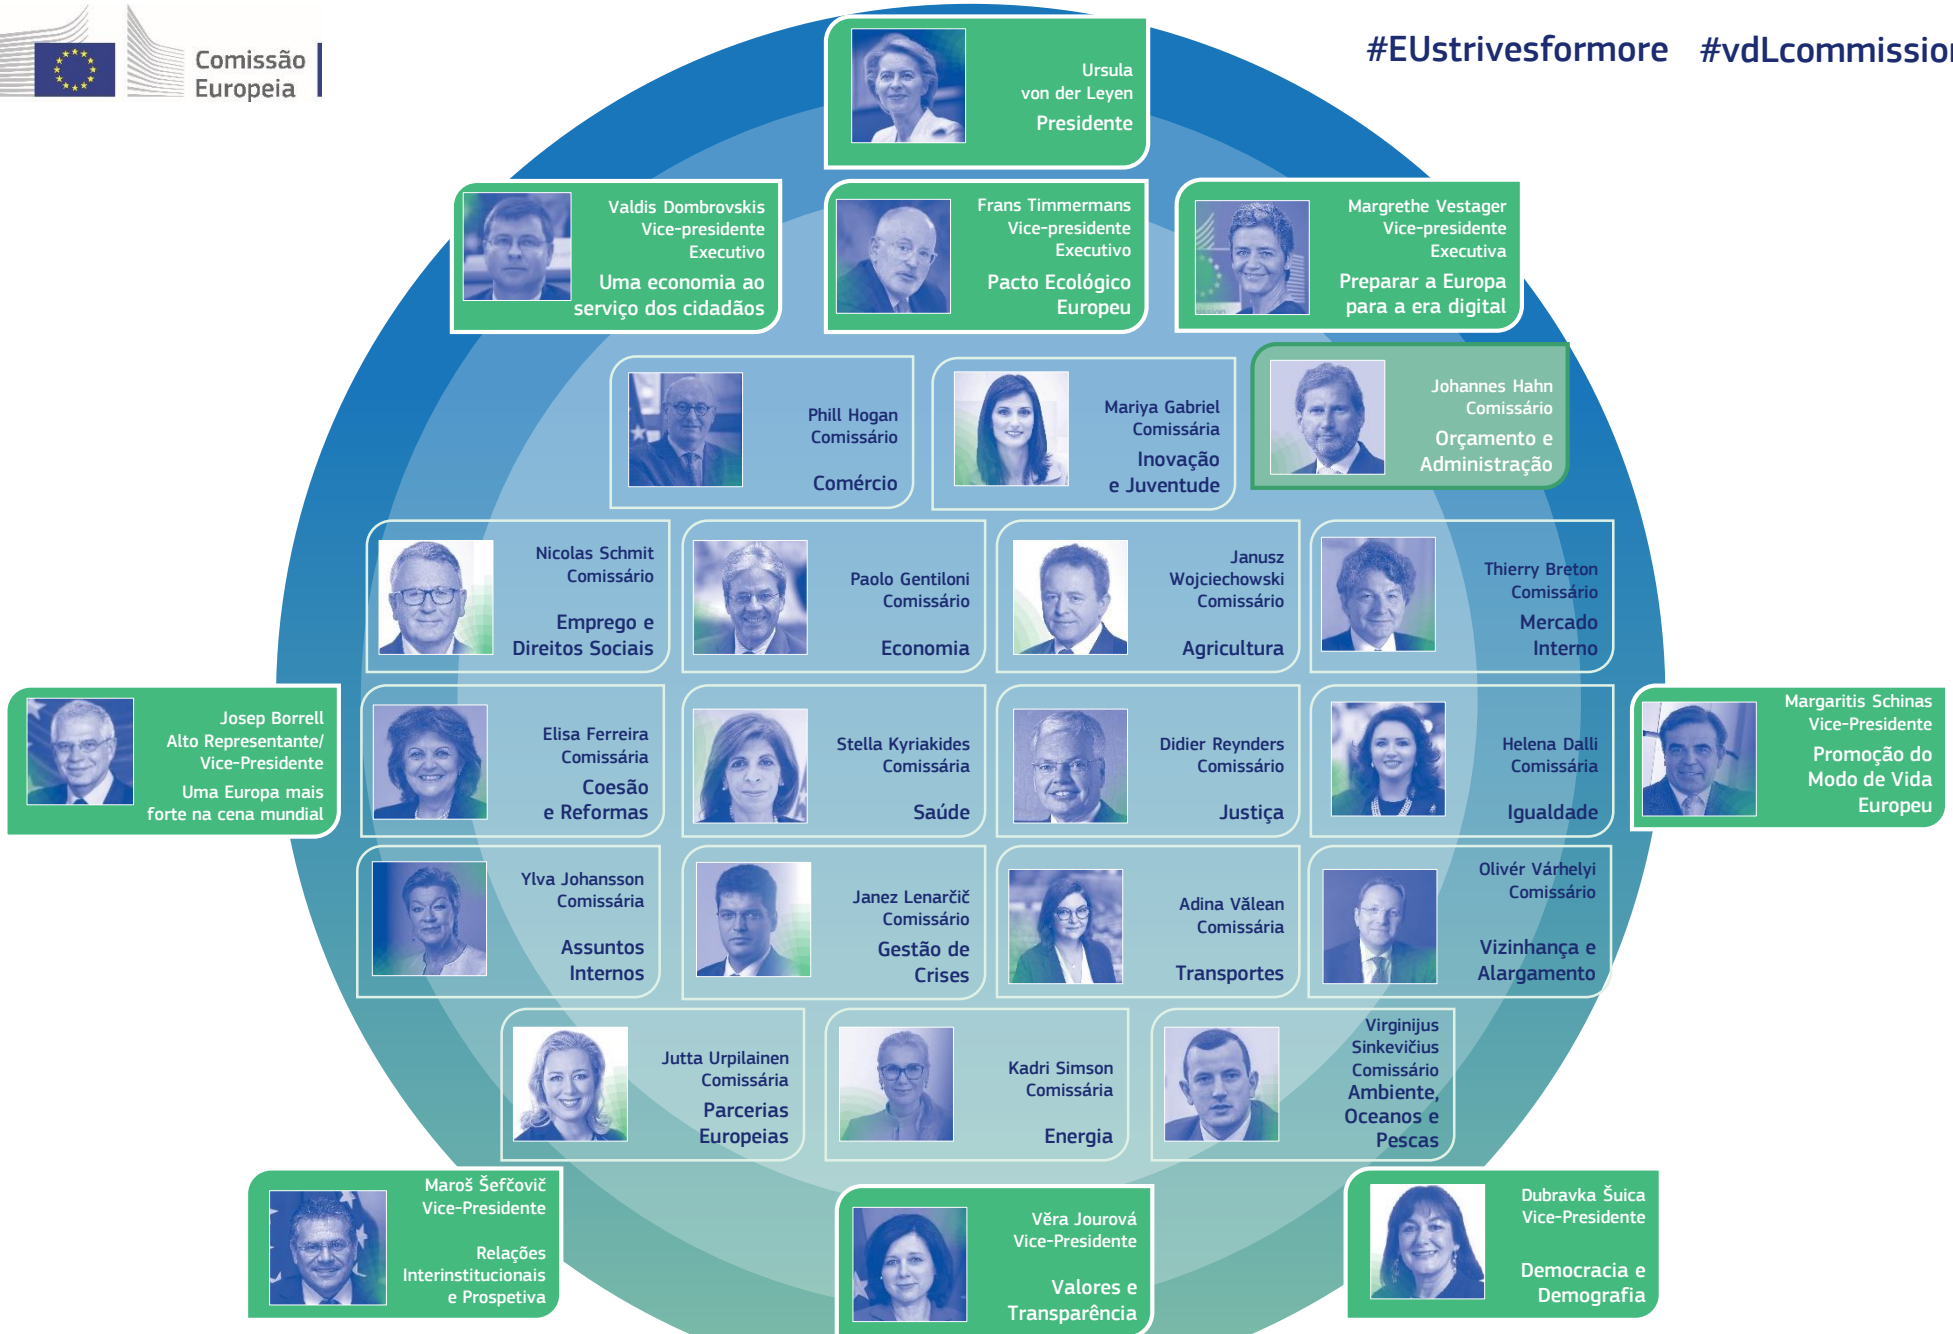 Comissão
Europeia
#EUstrivesformore #vdLcommission
Ursula
von der Leyen
Presidente
Valdis Dombrovskis
Vice-presidente
Executivo
Uma economia ao
serviço dos cidadãos
Frans Timmermans
Vice-presidente
Executivo
Pacto Ecológico
Europeu
Margrethe Vestager
Vice-presidente
Executiva
Preparar a Europa
para a era digital
Phill Hogan
Comissário
Comércio
Mariya Gabriel
Comissária
Inovação
e Juventude
Johannes Hahn
Comissário
Orçamento e
Administração
Nicolas Schmit
Comissário
Emprego e
Direitos Sociais
Paolo Gentiloni
Comissário
Economia
Janusz
Wojciechowski
Comissário
Agricultura
Thierry Breton
Comissário
Mercado
Interno
Josep Borrell
Alto Representante/
Vice-Presidente
Uma Europa mais
forte na cena mundial
Elisa Ferreira
Comissária
Coesão
e Reformas
Stella Kyriakides
Comissária
Saúde
Didier Reynders
Comissário
Justiça
Helena Dalli
Comissária
Igualdade
Margaritis Schinas
Vice-Presidente
Promoção do
Modo de Vida
Europeu
Ylva Johansson
Comissária
Assuntos
Internos
Janez Lenarčič
Comissário
Gestão de
Crises
Adina Vălean
Comissária
Transportes
Olivér Várhelyi
Comissário
Vizinhança e
Alargamento
Jutta Urpilainen
Comissária
Parcerias
Europeias
Kadri Simson
Comissária
Energia
Virginijus
Sinkevičius
Comissário
Ambiente,
Oceanos e
Pescas
Maroš Šefčovič
Vice-Presidente
Relações
Interinstitucionais
e Prospetiva
Věra Jourová
Vice-Presidente
Valores e
Transparência
Dubravka Šuica
Vice-Presidente
Democracia e
Demografia